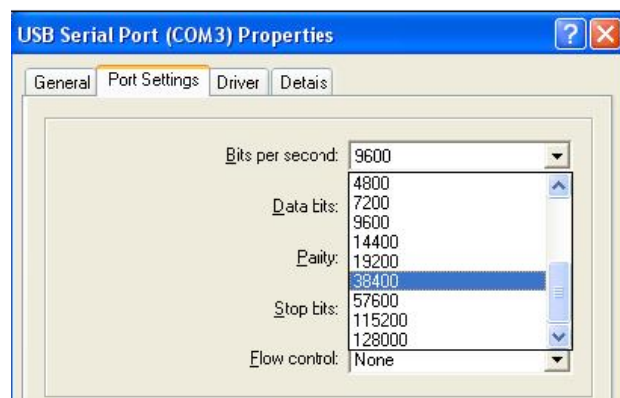 USB Serial Port (COM3) Properties
General Port Settings Driver Detais
Bits per second: 9600
4800
Data bits: 7200
9600
14400
Parity: 19200
38400
Stop bits: 57600
115200
128000
Flow control: None